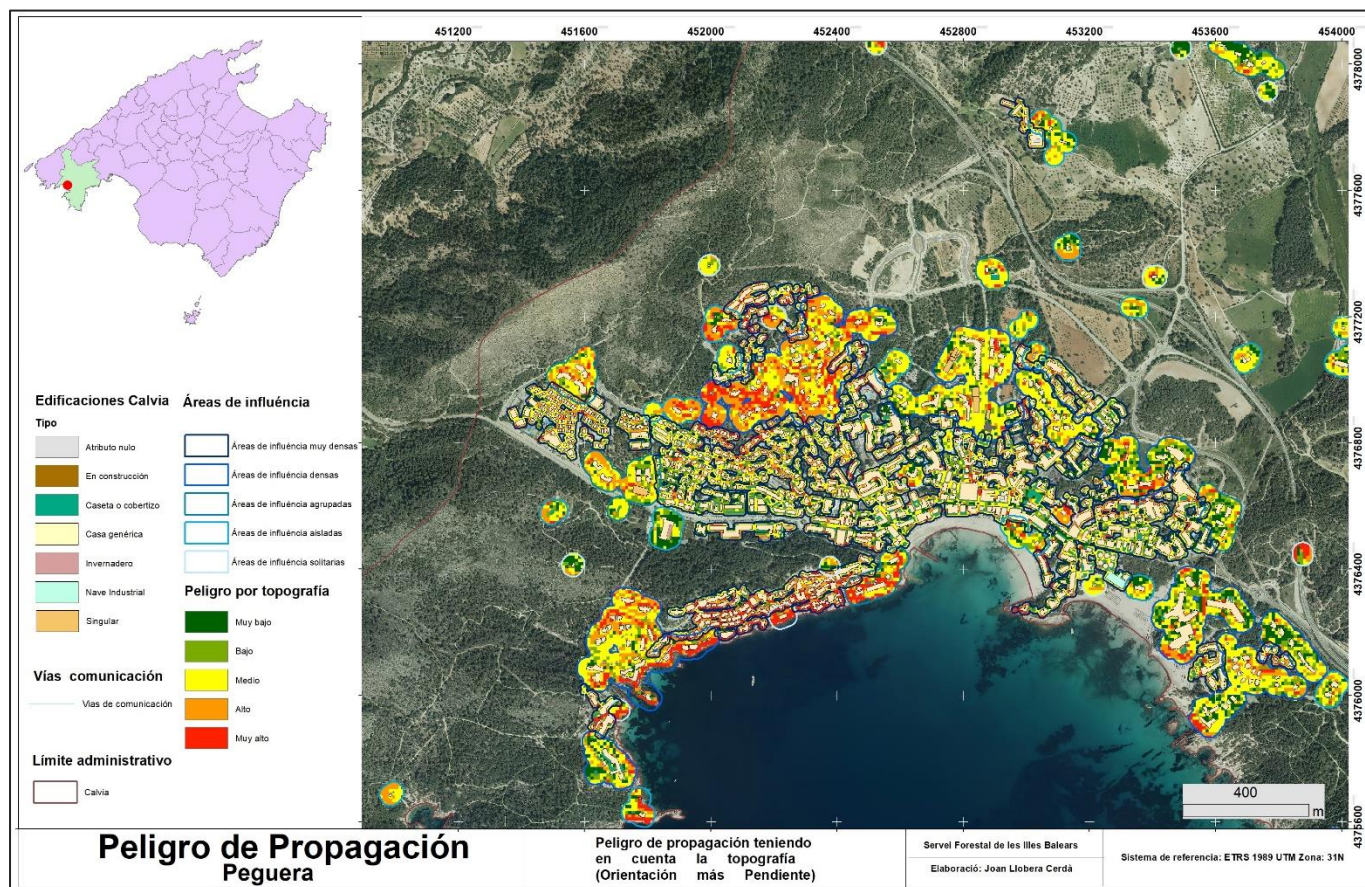 451200 451600 452000 452400 452800 453200 453600 454000
4378000
4377600
4377200
4376800
4376400
4376000
4375600
Edificaciones Calvia
Tipo
Atributo nulo
En construcción
Caseta o cobertizo
Casa genérica
Invernadero
Nave Industrial
Singular
Vías comunicación
Vias de comunicación
Límite administrativo
Calvia
Áreas de influéncia
Áreas de influéncia muy densas
Áreas de influéncia densas
Áreas de influéncia agrupadas
Áreas de influéncia aisladas
Áreas de influéncia solitarias
Peligro por topografía
Muy bajo
Bajo
Medio
Alto
Muy alto
400
m
Peligro de Propagación
Peguera
Peligro de propagación teniendo
en cuenta la topografía
(Orientación más Pendiente)
Servei Forestal de les Illes Balears
Elaboració: Joan Llobera Cerdà
Sistema de referencia: ETRS 1989 UTM Zona: 31N